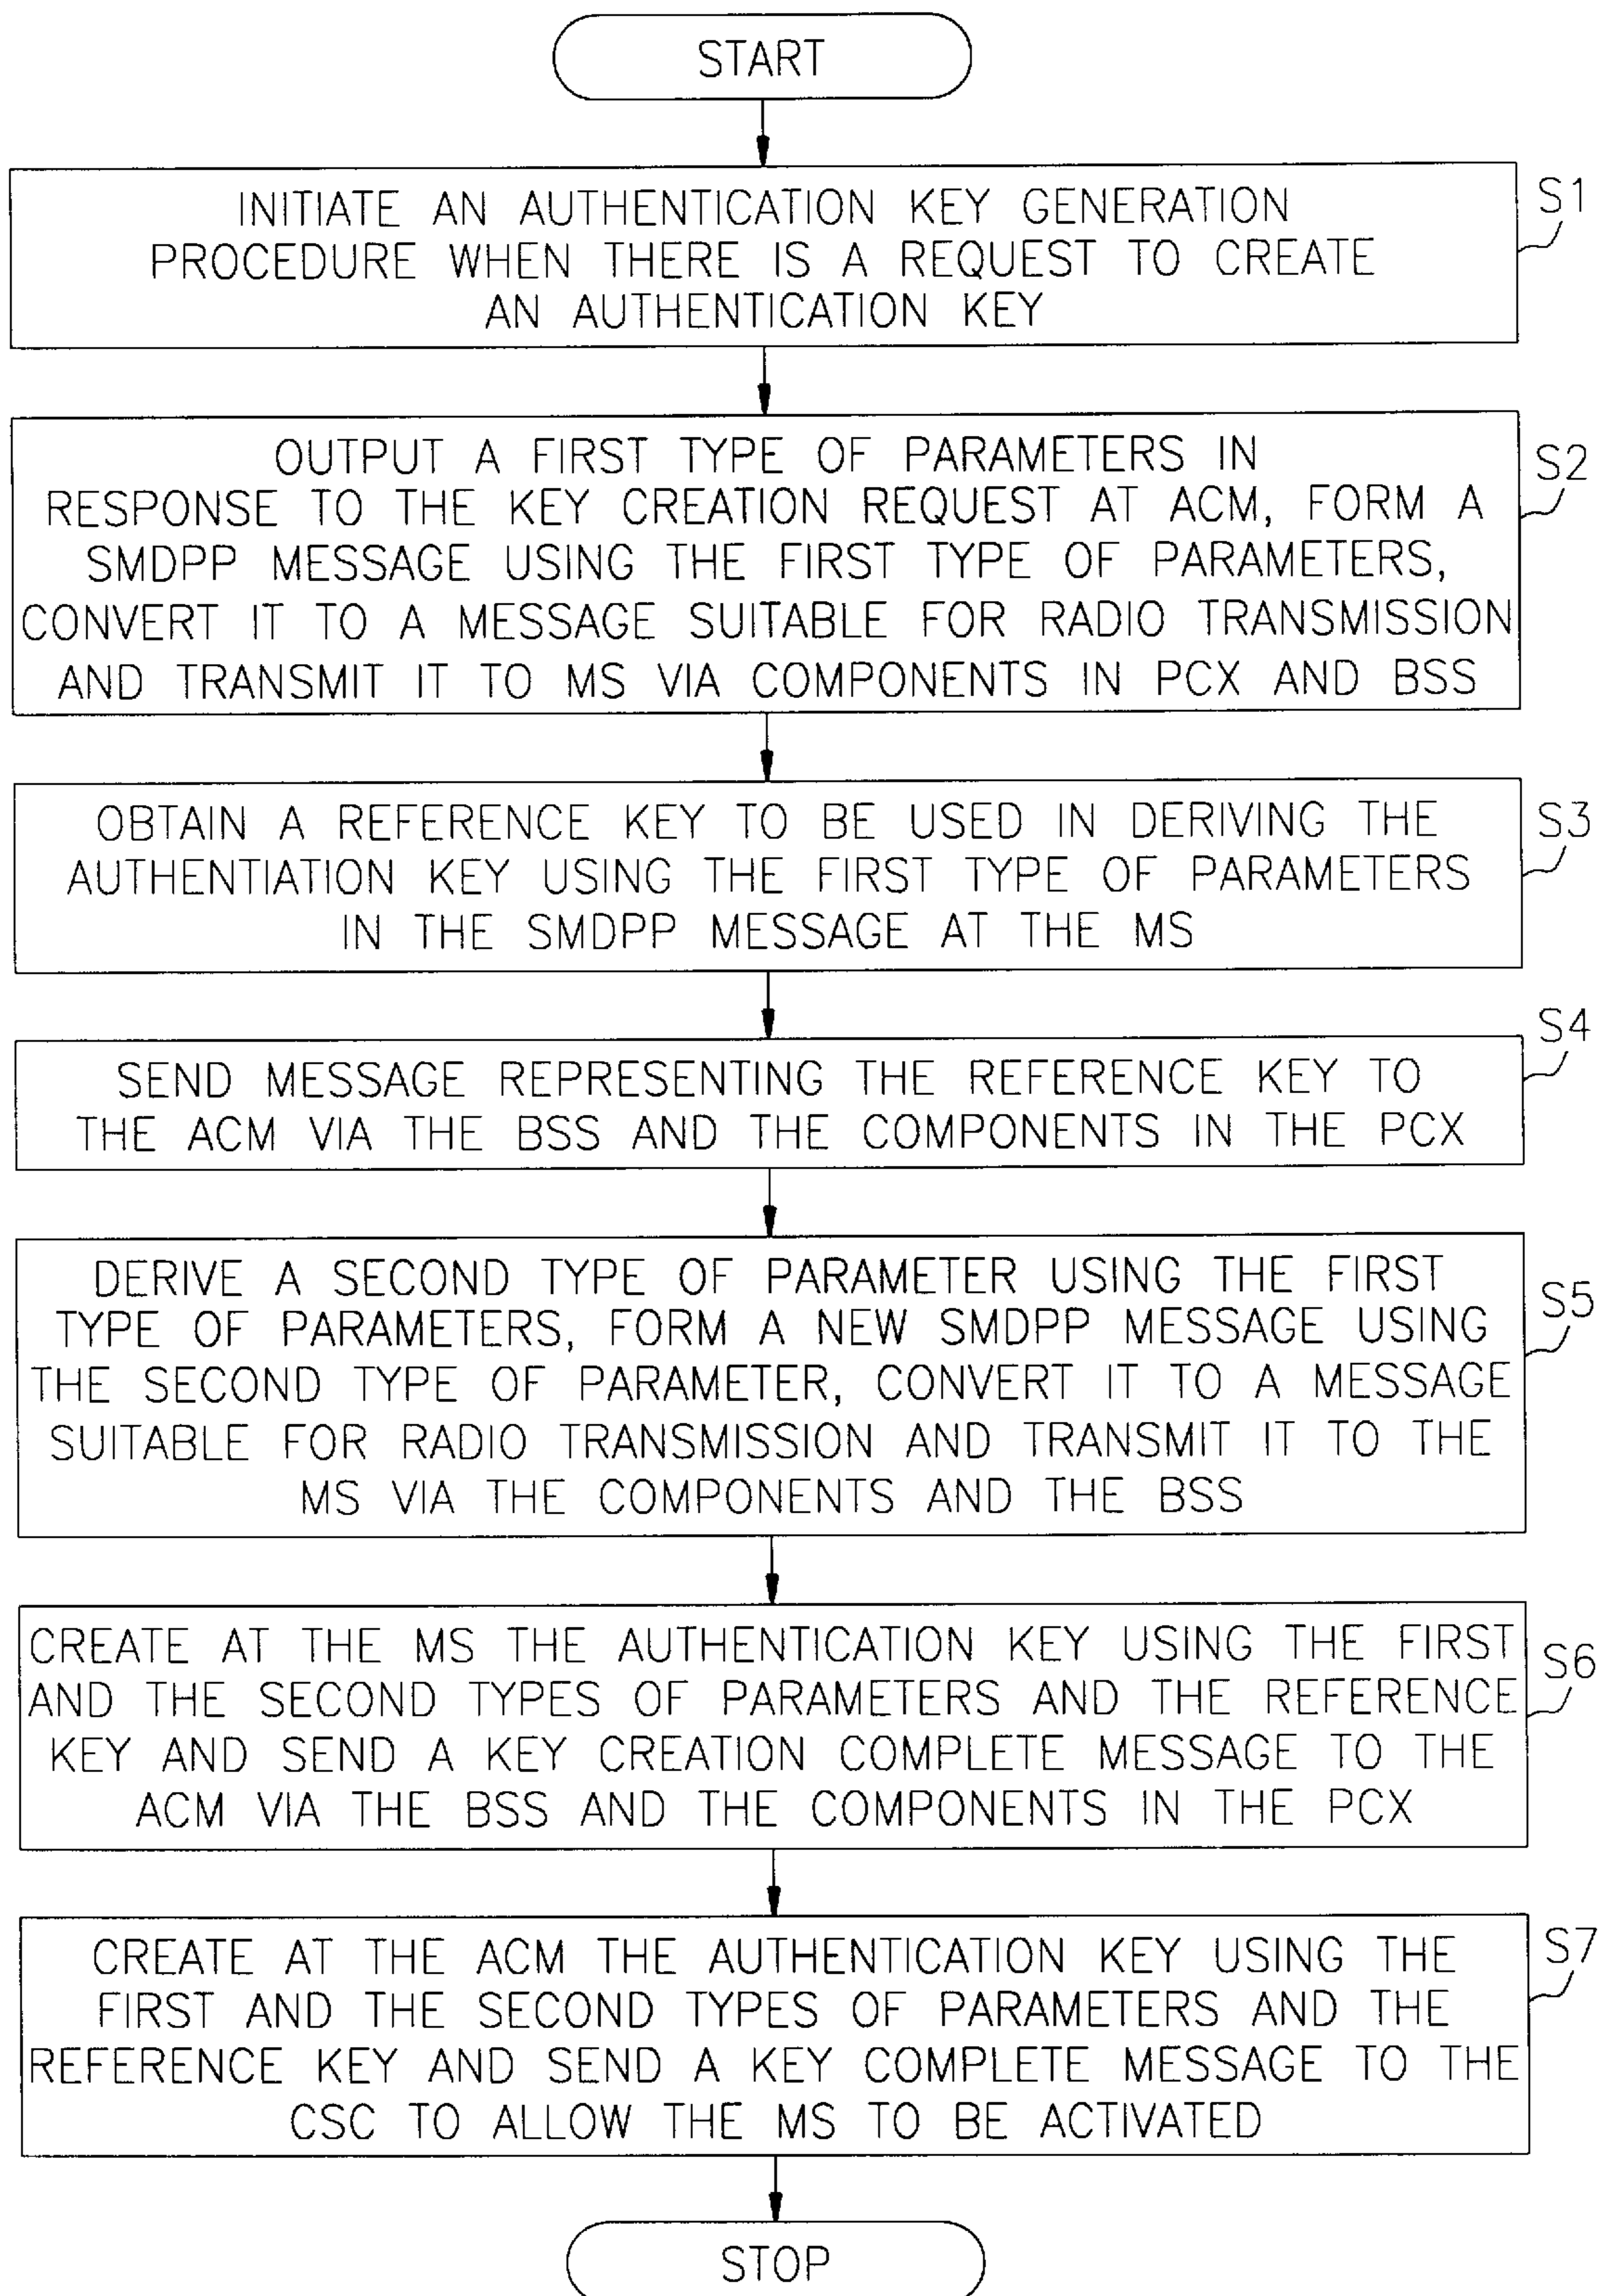 START
INITIATE AN AUTHENTICATION KEY GENERATION
PROCEDURE WHEN THERE IS A REQUEST TO CREATE
AN AUTHENTICATION KEY
S1
OUTPUT A FIRST TYPE OF PARAMETERS IN
RESPONSE TO THE KEY CREATION REQUEST AT ACM, FORM A
SMDPP MESSAGE USING THE FIRST TYPE OF PARAMETERS,
CONVERT IT TO A MESSAGE SUITABLE FOR RADIO TRANSMISSION
AND TRANSMIT IT TO MS VIA COMPONENTS IN PCX AND BSS
S2
OBTAIN A REFERENCE KEY TO BE USED IN DERIVING THE
AUTHENTIATION KEY USING THE FIRST TYPE OF PARAMETERS
IN THE SMDPP MESSAGE AT THE MS
S3
SEND MESSAGE REPRESENTING THE REFERENCE KEY TO
THE ACM VIA THE BSS AND THE COMPONENTS IN THE PCX
S4
DERIVE A SECOND TYPE OF PARAMETER USING THE FIRST
TYPE OF PARAMETERS, FORM A NEW SMDPP MESSAGE USING
THE SECOND TYPE OF PARAMETER, CONVERT IT TO A MESSAGE
SUITABLE FOR RADIO TRANSMISSION AND TRANSMIT IT TO THE
MS VIA THE COMPONENTS AND THE BSS
S5
CREATE AT THE MS THE AUTHENTICATION KEY USING THE FIRST
AND THE SECOND TYPES OF PARAMETERS AND THE REFERENCE
KEY AND SEND A KEY CREATION COMPLETE MESSAGE TO THE
ACM VIA THE BSS AND THE COMPONENTS IN THE PCX
S6
CREATE AT THE ACM THE AUTHENTICATION KEY USING THE
FIRST AND THE SECOND TYPES OF PARAMETERS AND THE
REFERENCE KEY AND SEND A KEY COMPLETE MESSAGE TO THE
CSC TO ALLOW THE MS TO BE ACTIVATED
S7
STOP